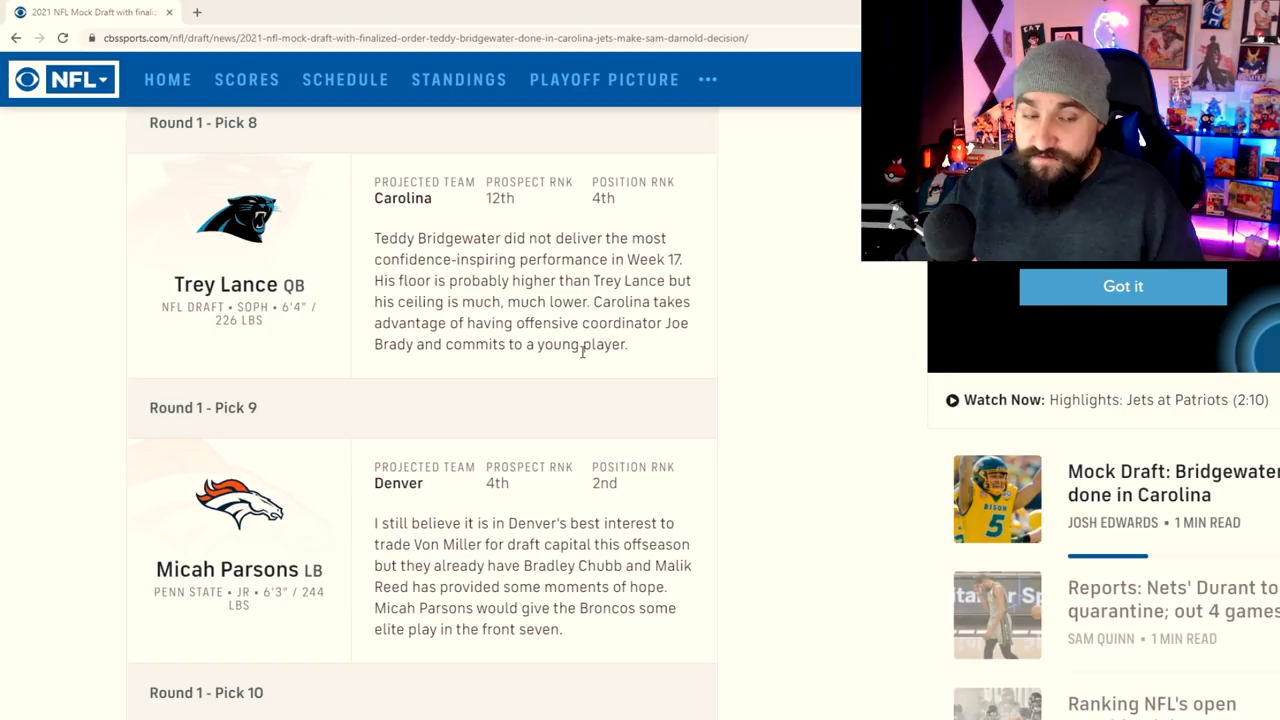 2021 NFL Mock Draft with finaliz
cbssports.com/nfl/draft/news/2021-nfl-mock-draft-with-finalized-order-teddy-bridgewater-done-in-carolina-jets-make-sam-darnold-decision/
NFL
HOME SCORES SCHEDULE STANDINGS PLAYOFF PICTURE •••
Round 1 - Pick 8
Trey Lance QB
NFL DRAFT • SOPH • 6'4" /
226 LBS
PROJECTED TEAM PROSPECT RNK POSITION RNK
Carolina 12th 4th
Teddy Bridgewater did not deliver the most
confidence-inspiring performance in Week 17.
His floor is probably higher than Trey Lance but
his ceiling is much, much lower. Carolina takes
advantage of having offensive coordinator Joe
Brady and commits to a young player.
Round 1 - Pick 9
Micah Parsons LB
PENN STATE • JR • 6'3" / 244
LBS
PROJECTED TEAM PROSPECT RNK POSITION RNK
Denver 4th 2nd
I still believe it is in Denver's best interest to
trade Von Miller for draft capital this offseason
but they already have Bradley Chubb and Malik
Reed has provided some moments of hope.
Micah Parsons would give the Broncos some
elite play in the front seven.
Round 1 - Pick 10
Got it
Watch Now: Highlights: Jets at Patriots (2:10)
BISON
5
Mock Draft: Bridgewater
done in Carolina
JOSH EDWARDS • 1 MIN READ
Reports: Nets' Durant to
quarantine; out 4 games
SAM QUINN • 1 MIN READ
Ranking NFL's open